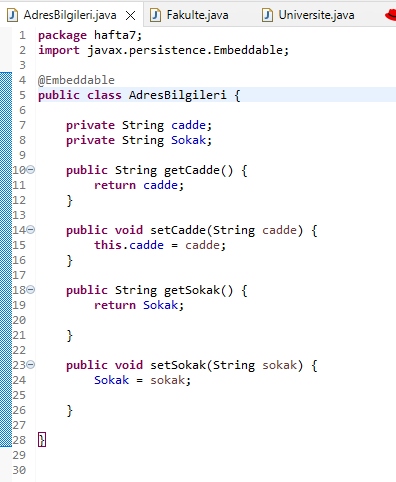 AdresBilgileri.java Fakulte.java Universite.java
1 package hafta7;
2 import javax.persistence.Embeddable;
3
4 @Embeddable
5 public class AdresBilgileri {
6
7     private String cadde;
8     private String Sokak;
9
10     public String getCadde() {
11         return cadde;
12     }
13
14     public void setCadde(String cadde) {
15         this.cadde = cadde;
16     }
17
18     public String getSokak() {
19         return Sokak;
20
21     }
22
23     public void setSokak(String sokak) {
24         Sokak = sokak;
25
26     }
27
28 }
29
30